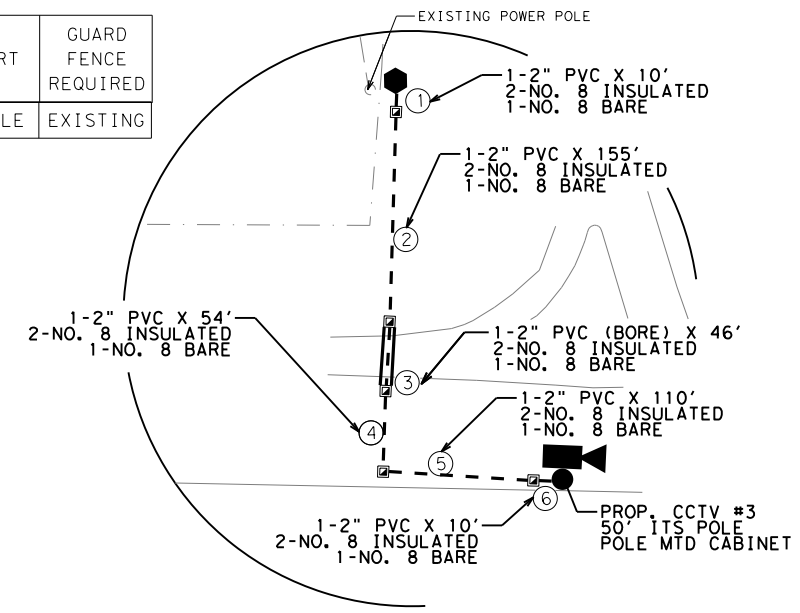 EXISTING POWER POLE
GUARD
FENCE
REQUIRED
EXISTING
1-2" PVC X 10'
2-NO. 8 INSULATED
1-NO. 8 BARE
1
1-2" PVC X 155'
2-NO. 8 INSULATED
1-NO. 8 BARE
2
1-2" PVC X 54'
2-NO. 8 INSULATED
1-NO. 8 BARE
1-2" PVC (BORE) X 46'
2-NO. 8 INSULATED
1-NO. 8 BARE
3
1-2" PVC X 110'
2-NO. 8 INSULATED
1-NO. 8 BARE
4
5
6
1-2" PVC X 10'
2-NO. 8 INSULATED
1-NO. 8 BARE
PROP. CCTV #3
50' ITS POLE
POLE MTD CABINET